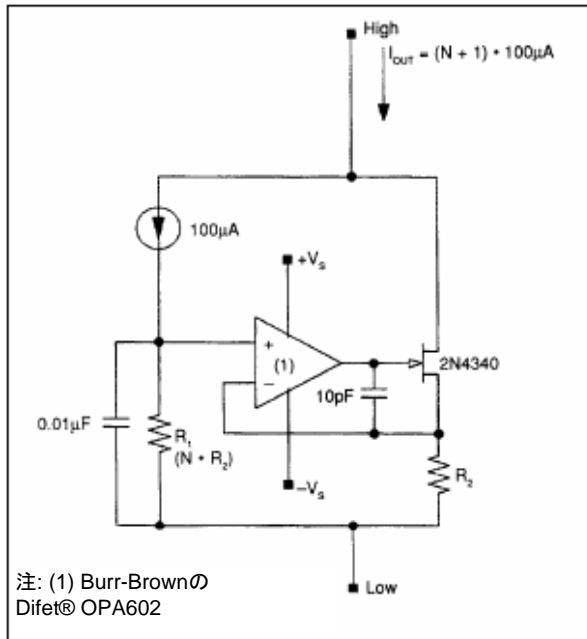 High
I_OUT = (N + 1) • 100µA
100µA
+V_S
+
(1)
−
2N4340
10pF
0.01µF
R_1
(N • R_2)
R_2
−V_S
Low
注: (1) Burr-Brownの
Difet® OPA602